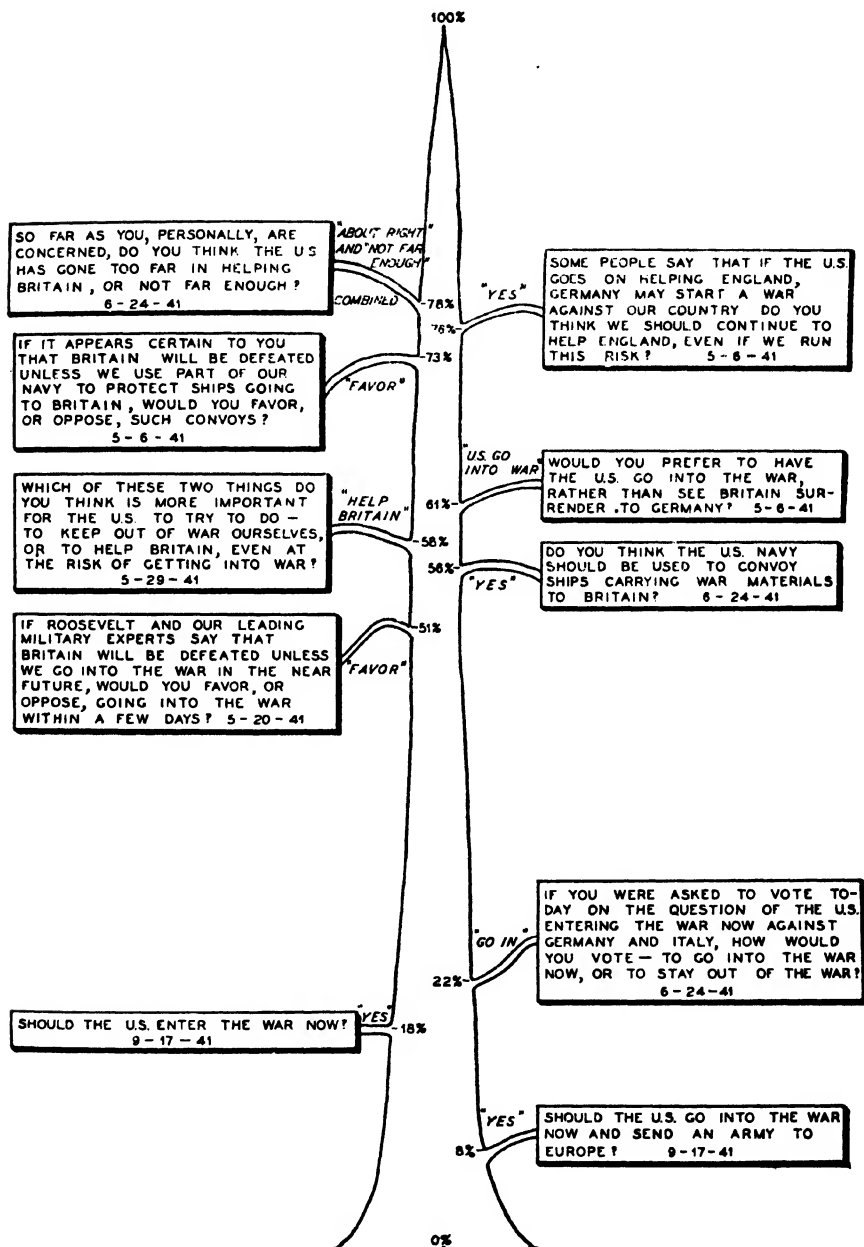 100%
SO FAR AS YOU, PERSONALLY, ARE
CONCERNED, DO YOU THINK THE US
HAS GONE TOO FAR IN HELPING
BRITAIN, OR NOT FAR ENOUGH?
6-24-41
"ABOUT RIGHT"
AND "NOT FAR
ENOUGH"
COMBINED
78%
SOME PEOPLE SAY THAT IF THE U.S.
GOES ON HELPING ENGLAND,
GERMANY MAY START A WAR
AGAINST OUR COUNTRY DO YOU
THINK WE SHOULD CONTINUE TO
HELP ENGLAND, EVEN IF WE RUN
THIS RISK? 5-6-41
"YES"
76%
IF IT APPEARS CERTAIN TO YOU
THAT BRITAIN WILL BE DEFEATED
UNLESS WE USE PART OF OUR
NAVY TO PROTECT SHIPS GOING
TO BRITAIN, WOULD YOU FAVOR,
OR OPPOSE, SUCH CONVOYS?
5-6-41
"FAVOR"
73%
"U.S. GO
INTO WAR"
61%
WOULD YOU PREFER TO HAVE
THE U.S. GO INTO THE WAR,
RATHER THAN SEE BRITAIN SUR-
RENDER .TO GERMANY? 5-6-41
WHICH OF THESE TWO THINGS DO
YOU THINK IS MORE IMPORTANT
FOR THE U.S. TO TRY TO DO —
TO KEEP OUT OF WAR OURSELVES,
OR TO HELP BRITAIN, EVEN AT
THE RISK OF GETTING INTO WAR?
5-29-41
"HELP
BRITAIN"
58%
56%
"YES"
DO YOU THINK THE U.S. NAVY
SHOULD BE USED TO CONVOY
SHIPS CARRYING WAR MATERIALS
TO BRITAIN? 6-24-41
IF ROOSEVELT AND OUR LEADING
MILITARY EXPERTS SAY THAT
BRITAIN WILL BE DEFEATED UNLESS
WE GO INTO THE WAR IN THE NEAR
FUTURE, WOULD YOU FAVOR, OR
OPPOSE, GOING INTO THE WAR
WITHIN A FEW DAYS? 5-20-41
"FAVOR"
51%
IF YOU WERE ASKED TO VOTE TO-
DAY ON THE QUESTION OF THE U.S.
ENTERING THE WAR NOW AGAINST
GERMANY AND ITALY, HOW WOULD
YOU VOTE — TO GO INTO THE WAR
NOW, OR TO STAY OUT OF THE WAR?
6-24-41
"GO IN"
22%
SHOULD THE U.S. ENTER THE WAR NOW?
9-17-41
"YES"
18%
"YES"
8%
SHOULD THE U.S. GO INTO THE WAR
NOW AND SEND AN ARMY TO
EUROPE? 9-17-41
0%